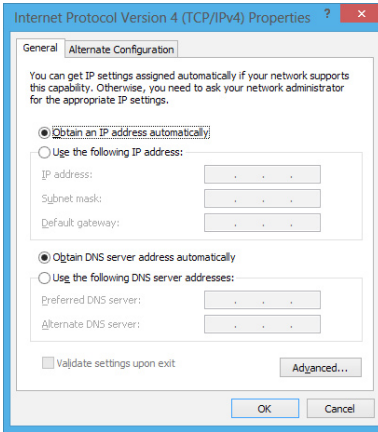 Internet Protocol Version 4 (TCP/IPv4) Properties ? ×
General Alternate Configuration
You can get IP settings assigned automatically if your network supports
this capability. Otherwise, you need to ask your network administrator
for the appropriate IP settings.
Obtain an IP address automatically
Use the following IP address:
IP address:
Subnet mask:
Default gateway:
Obtain DNS server address automatically
Use the following DNS server addresses:
Preferred DNS server:
Alternate DNS server:
Validate settings upon exit
Advanced...
OK Cancel